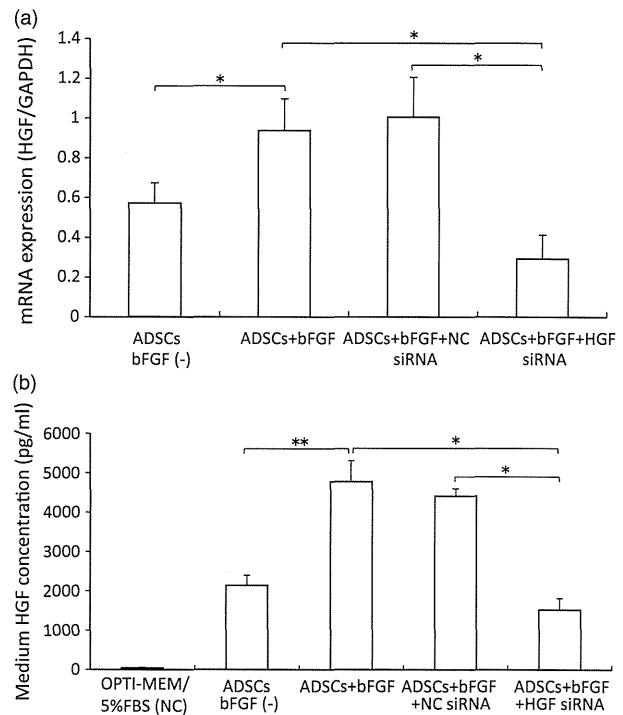 (a)
mRNA expression (HGF/GAPDH)
1.4
1.2
1
0.8
0.6
0.4
0.2
0
*
*
*
ADSCs
bFGF (-)
ADSCs+bFGF
ADSCs+bFGF+NC
siRNA
ADSCs+bFGF+HGF
siRNA
(b)
Medium HGF concentration (pg/ml)
6000
5000
4000
3000
2000
1000
0
**
*
*
OPTI-MEM/
5%FBS (NC)
ADSCs
bFGF (-)
ADSCs+bFGF
ADSCs+bFGF
+NC siRNA
ADSCs+bFGF
+HGF siRNA